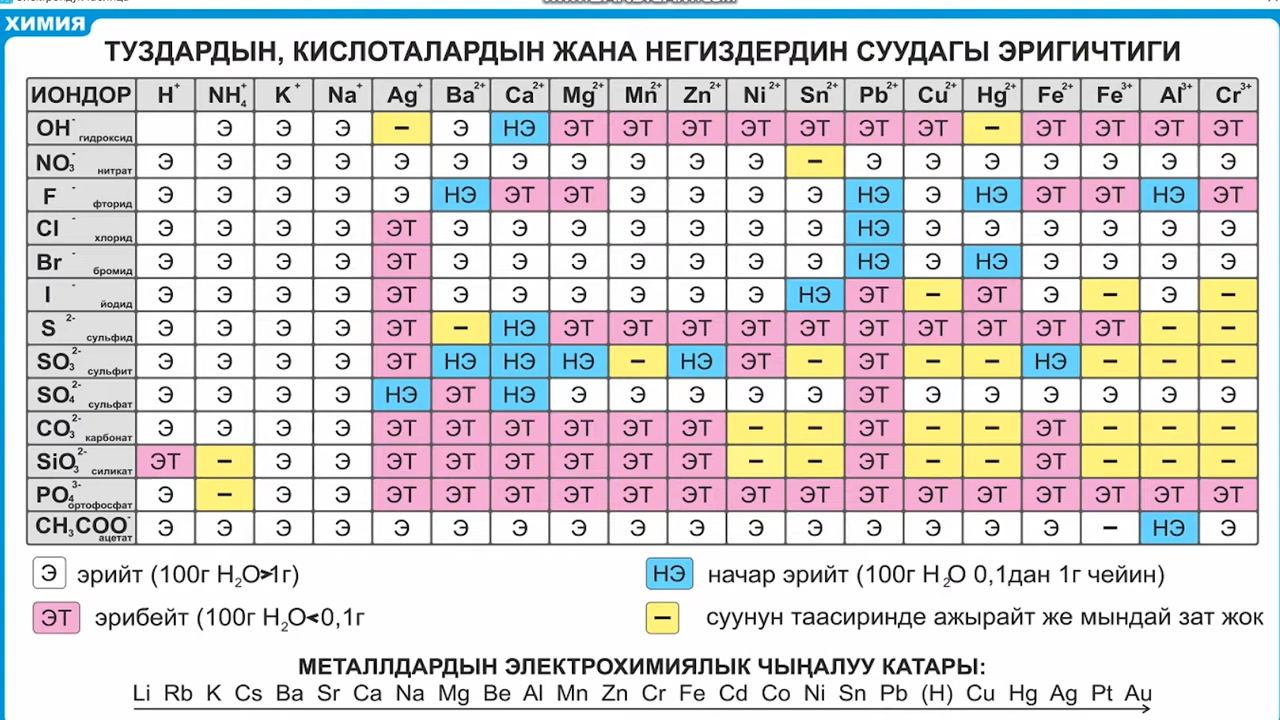 ХИМИЯ
ТУЗДАРДЫН, КИСЛОТАЛАРДЫН ЖАНА НЕГИЗДЕРДИН СУУДАГЫ ЭРИГИЧТИГИ
ИОНДОР H⁺ NH₄⁺ K⁺ Na⁺ Ag⁺ Ba²⁺ Ca²⁺ Mg²⁺ Mn²⁺ Zn²⁺ Ni²⁺ Sn²⁺ Pb²⁺ Cu²⁺ Hg²⁺ Fe²⁺ Fe³⁺ Al³⁺ Cr³⁺
OH⁻ гидроксид Э Э Э – Э НЭ ЭТ ЭТ ЭТ ЭТ ЭТ ЭТ ЭТ – ЭТ ЭТ ЭТ ЭТ
NO₃⁻ нитрат Э Э Э Э Э Э Э Э Э Э Э – Э Э Э Э Э Э Э
F⁻ фторид Э Э Э Э Э НЭ ЭТ ЭТ Э Э Э Э НЭ Э НЭ ЭТ ЭТ НЭ ЭТ
Cl⁻ хлорид Э Э Э Э ЭТ Э Э Э Э Э Э Э НЭ Э Э Э Э Э Э
Br⁻ бромид Э Э Э Э ЭТ Э Э Э Э Э Э Э НЭ Э НЭ Э Э Э Э
I⁻ йодид Э Э Э Э ЭТ Э Э Э Э Э Э НЭ ЭТ – ЭТ Э – Э –
S²⁻ сульфид Э Э Э Э ЭТ – НЭ ЭТ ЭТ ЭТ ЭТ ЭТ ЭТ ЭТ ЭТ ЭТ ЭТ – –
SO₃²⁻ сульфит Э Э Э Э ЭТ НЭ НЭ НЭ – НЭ ЭТ – ЭТ – – НЭ – – –
SO₄²⁻ сульфат Э Э Э Э НЭ ЭТ НЭ Э Э Э Э Э ЭТ Э Э Э Э Э Э
CO₃²⁻ карбонат Э Э Э Э ЭТ ЭТ ЭТ ЭТ ЭТ ЭТ – – ЭТ – – ЭТ – – –
SiO₃²⁻ силикат ЭТ – Э Э ЭТ ЭТ ЭТ ЭТ ЭТ ЭТ – – ЭТ – – ЭТ – – –
PO₄³⁻ ортофосфат Э – Э Э ЭТ ЭТ ЭТ ЭТ ЭТ ЭТ ЭТ ЭТ ЭТ ЭТ ЭТ ЭТ ЭТ ЭТ ЭТ
CH₃COO⁻ ацетат Э Э Э Э Э Э Э Э Э Э Э Э Э Э Э Э – НЭ Э
Э эрийт (100г H₂O>1г) НЭ начар эрийт (100г H₂O 0,1дан 1г чейин)
ЭТ эрибейт (100г H₂O<0,1г – суунун таасиринде ажырайт же мындай зат жок
МЕТАЛЛДАРДЫН ЭЛЕКТРОХИМИЯЛЫК ЧЫҢАЛУУ КАТАРЫ:
Li Rb K Cs Ba Sr Ca Na Mg Be Al Mn Zn Cr Fe Cd Co Ni Sn Pb (H) Cu Hg Ag Pt Au